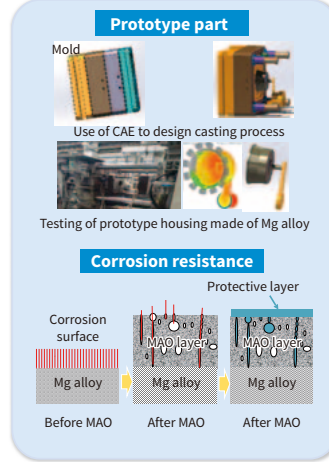 Prototype part
Mold
Use of CAE to design casting process
Testing of prototype housing made of Mg alloy
Corrosion resistance
Protective layer
Corrosion
surface
MAO layer
MAO layer
Mg alloy
Mg alloy
Mg alloy
Before MAO
After MAO
After MAO